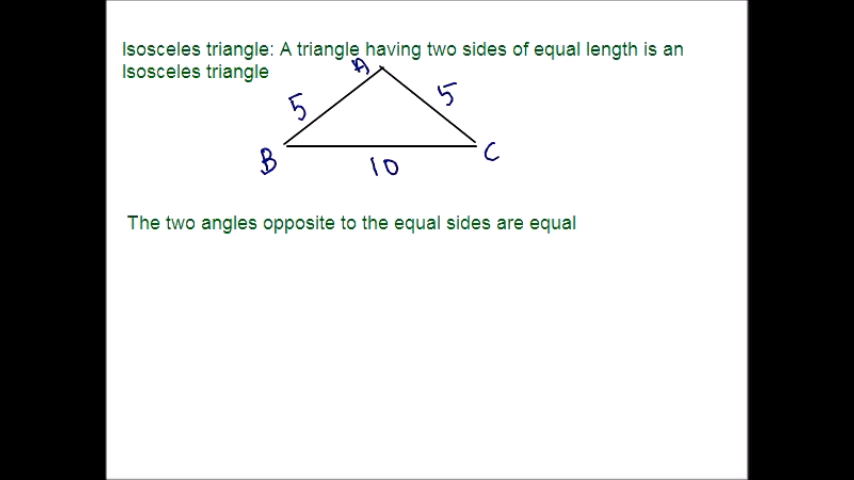 Isosceles triangle: A triangle having two sides of equal length is an
Isosceles triangle
A
5
5
B
10
C
The two angles opposite to the equal sides are equal